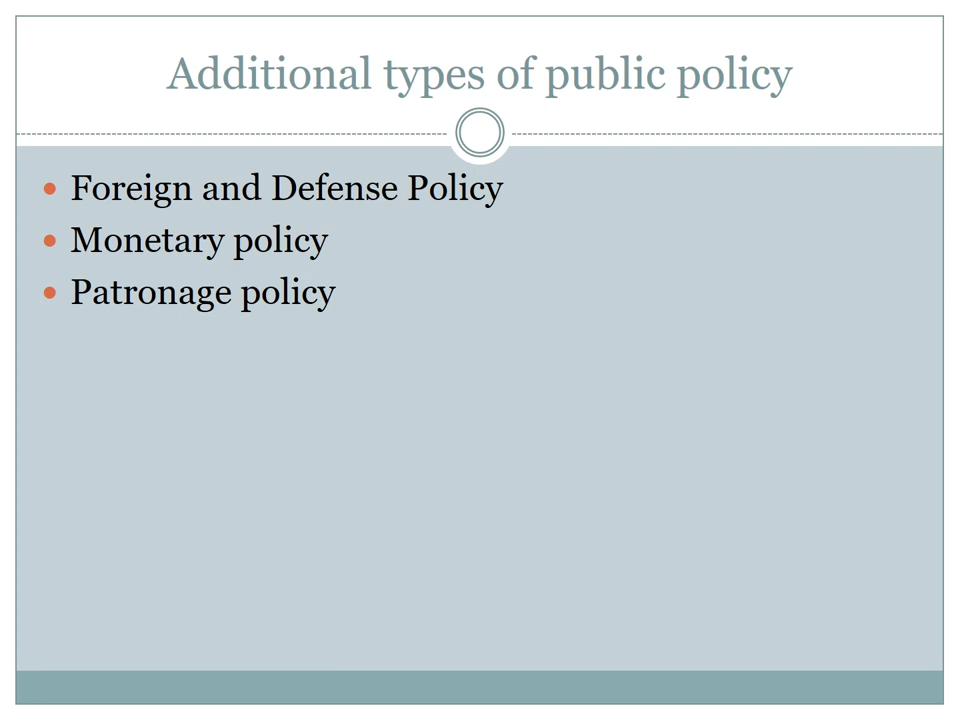 Additional types of public policy
Foreign and Defense Policy
Monetary policy
Patronage policy